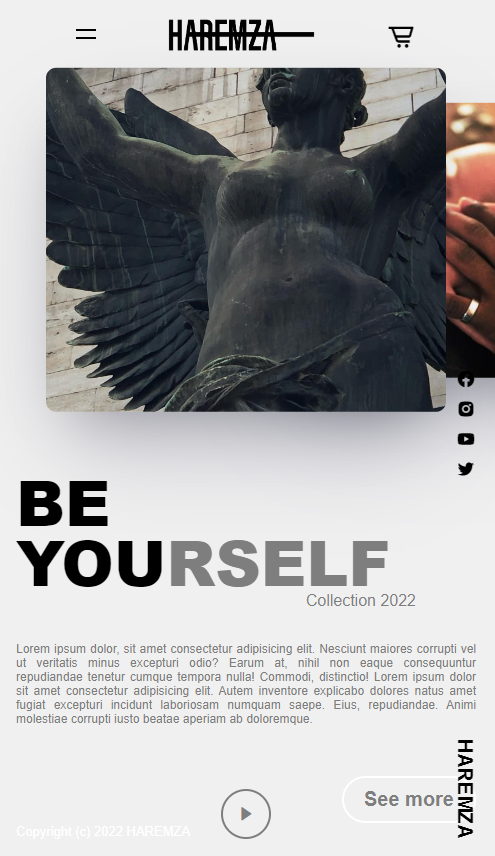 HAREMZA
BE
YOURSELF
Collection 2022
Lorem ipsum dolor, sit amet consectetur adipisicing elit. Nesciunt maiores corrupti vel
ut veritatis minus excepturi odio? Earum at, nihil non eaque consequuntur
repudiandae tenetur cumque tempora nulla! Commodi, distinctio! Lorem ipsum dolor
sit amet consectetur adipisicing elit. Autem inventore explicabo dolores natus amet
fugiat excepturi incidunt laboriosam numquam saepe. Eius, repudiandae. Animi
molestiae corrupti iusto beatae aperiam ab doloremque.
HAREMZA
See more
Copyright (c) 2022 HAREMZA